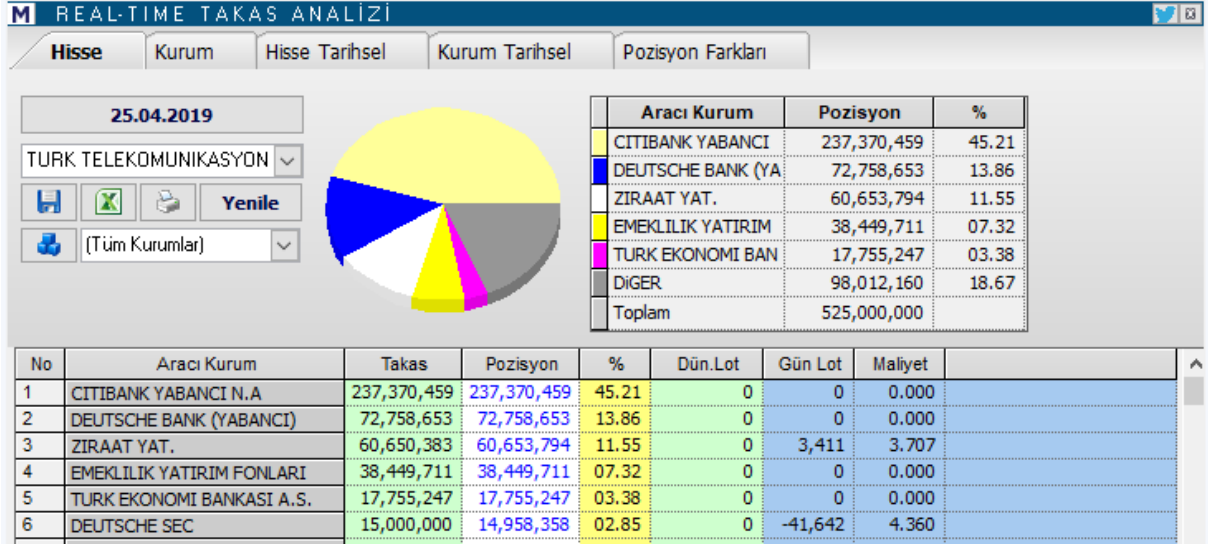 M REAL-TIME TAKAS ANALİZİ
Hisse Kurum Hisse Tarihsel Kurum Tarihsel Pozisyon Farkları
25.04.2019
TURK TELEKOMUNIKASYON
Yenile
(Tüm Kurumlar)
Aracı Kurum Pozisyon %
CITIBANK YABANCI 237,370,459 45.21
DEUTSCHE BANK (YA 72,758,653 13.86
ZIRAAT YAT. 60,653,794 11.55
EMEKLILIK YATIRIM 38,449,711 07.32
TURK EKONOMI BAN 17,755,247 03.38
DiGER 98,012,160 18.67
Toplam 525,000,000
No Aracı Kurum Takas Pozisyon % Dün.Lot Gün Lot Maliyet
1 CITIBANK YABANCI N.A 237,370,459 237,370,459 45.21 0 0 0.000
2 DEUTSCHE BANK (YABANCI) 72,758,653 72,758,653 13.86 0 0 0.000
3 ZIRAAT YAT. 60,650,383 60,653,794 11.55 0 3,411 3.707
4 EMEKLILIK YATIRIM FONLARI 38,449,711 38,449,711 07.32 0 0 0.000
5 TURK EKONOMI BANKASI A.S. 17,755,247 17,755,247 03.38 0 0 0.000
6 DEUTSCHE SEC 15,000,000 14,958,358 02.85 0 -41,642 4.360